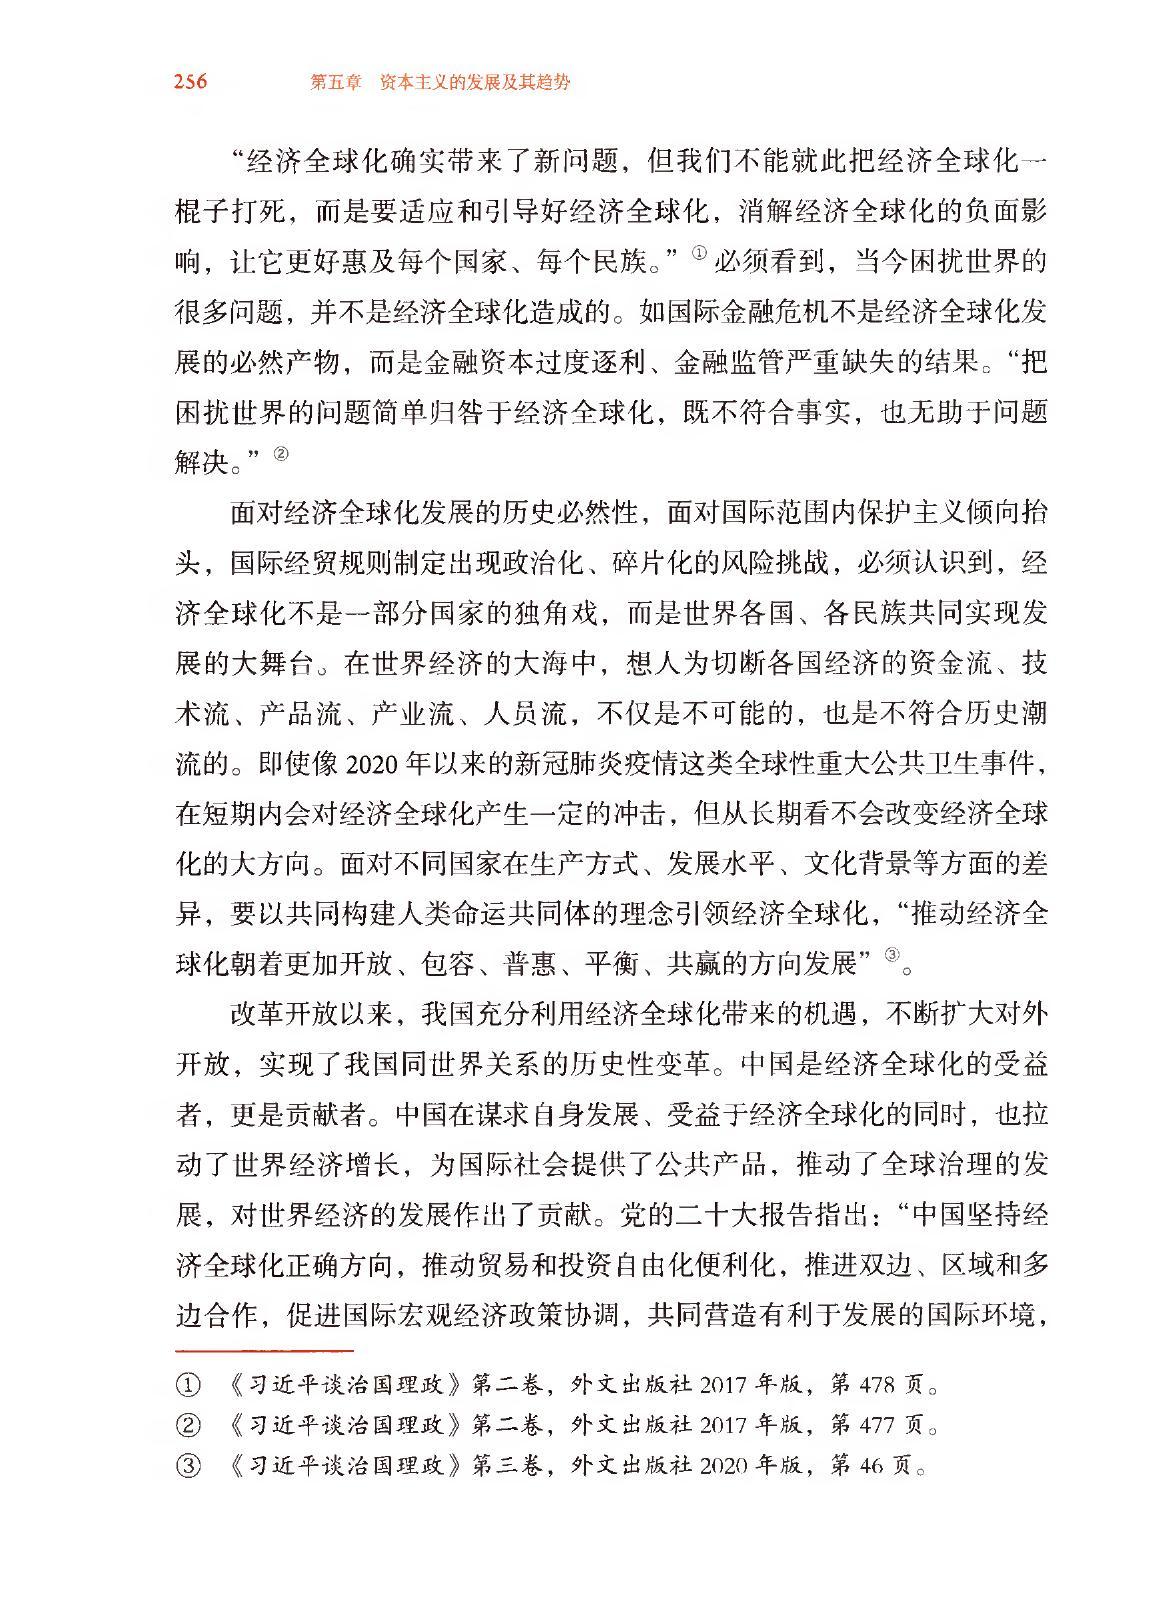 256 第五章 资本主义的发展及其趋势
“经济全球化确实带来了新问题，但我们不能就此把经济全球化一
棍子打死，而是要适应和引导好经济全球化，消解经济全球化的负面影
响，让它更好惠及每个国家、每个民族。”①必须看到，当今困扰世界的
很多问题，并不是经济全球化造成的。如国际金融危机不是经济全球化发
展的必然产物，而是金融资本过度逐利、金融监管严重缺失的结果。“把
困扰世界的问题简单归咎于经济全球化，既不符合事实，也无助于问题
解决。”②
面对经济全球化发展的历史必然性，面对国际范围内保护主义倾向抬
头，国际经贸规则制定出现政治化、碎片化的风险挑战，必须认识到，经
济全球化不是一部分国家的独角戏，而是世界各国、各民族共同实现发
展的大舞台。在世界经济的大海中，想人为切断各国经济的资金流、技
术流、产品流、产业流、人员流，不仅是不可能的，也是不符合历史潮
流的。即使像 2020 年以来的新冠肺炎疫情这类全球性重大公共卫生事件，
在短期内会对经济全球化产生一定的冲击，但从长期看不会改变经济全球
化的大方向。面对不同国家在生产方式、发展水平、文化背景等方面的差
异，要以共同构建人类命运共同体的理念引领经济全球化，“推动经济全
球化朝着更加开放、包容、普惠、平衡、共赢的方向发展”③。
改革开放以来，我国充分利用经济全球化带来的机遇，不断扩大对外
开放，实现了我国同世界关系的历史性变革。中国是经济全球化的受益
者，更是贡献者。中国在谋求自身发展、受益于经济全球化的同时，也拉
动了世界经济增长，为国际社会提供了公共产品，推动了全球治理的发
展，对世界经济的发展作出了贡献。党的二十大报告指出：“中国坚持经
济全球化正确方向，推动贸易和投资自由化便利化，推进双边、区域和多
边合作，促进国际宏观经济政策协调，共同营造有利于发展的国际环境，
① 《习近平谈治国理政》第二卷，外文出版社 2017 年版，第 478 页。
② 《习近平谈治国理政》第二卷，外文出版社 2017 年版，第 477 页。
③ 《习近平谈治国理政》第三卷，外文出版社 2020 年版，第 46 页。